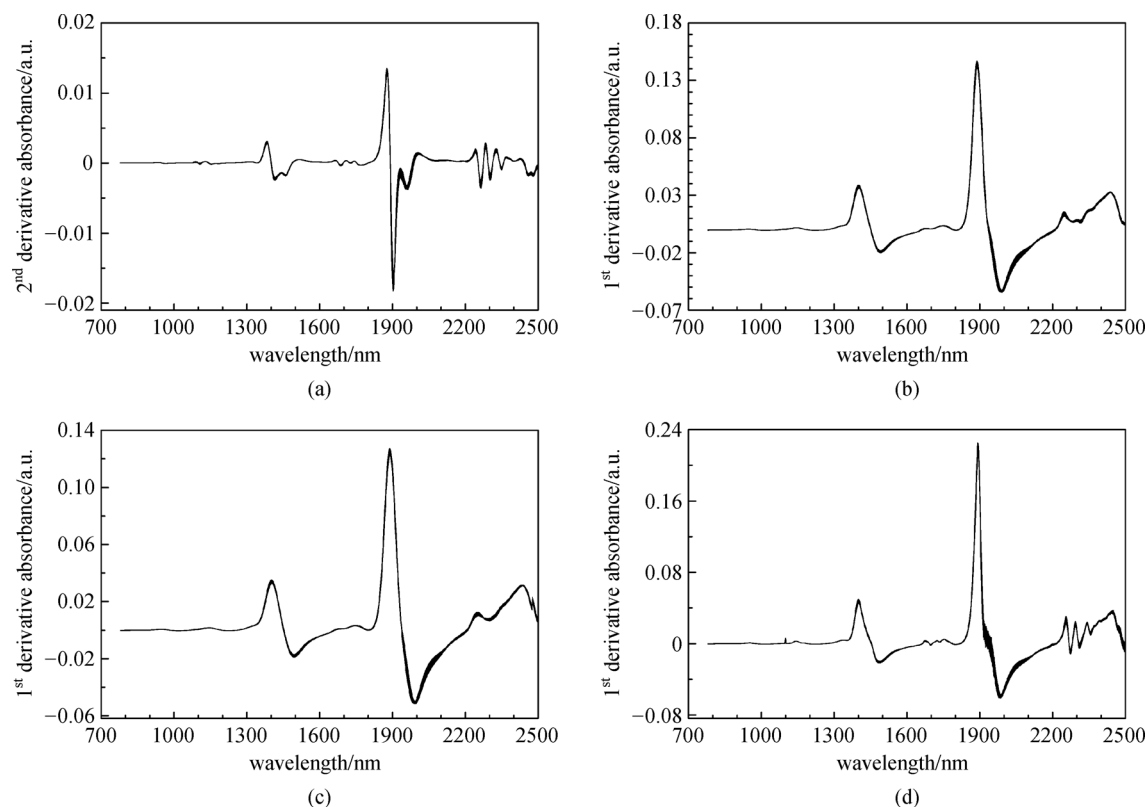 0.02
0.01
0
−0.01
−0.02
2nd derivative absorbance/a.u.
700 1000 1300 1600 1900 2200 2500
wavelength/nm
(a)
0.18
0.13
0.08
0.03
−0.02
−0.07
1st derivative absorbance/a.u.
700 1000 1300 1600 1900 2200 2500
wavelength/nm
(b)
0.14
0.10
0.06
0.02
−0.02
−0.06
1st derivative absorbance/a.u.
700 1000 1300 1600 1900 2200 2500
wavelength/nm
(c)
0.24
0.16
0.08
0
−0.08
1st derivative absorbance/a.u.
700 1000 1300 1600 1900 2200 2500
wavelength/nm
(d)